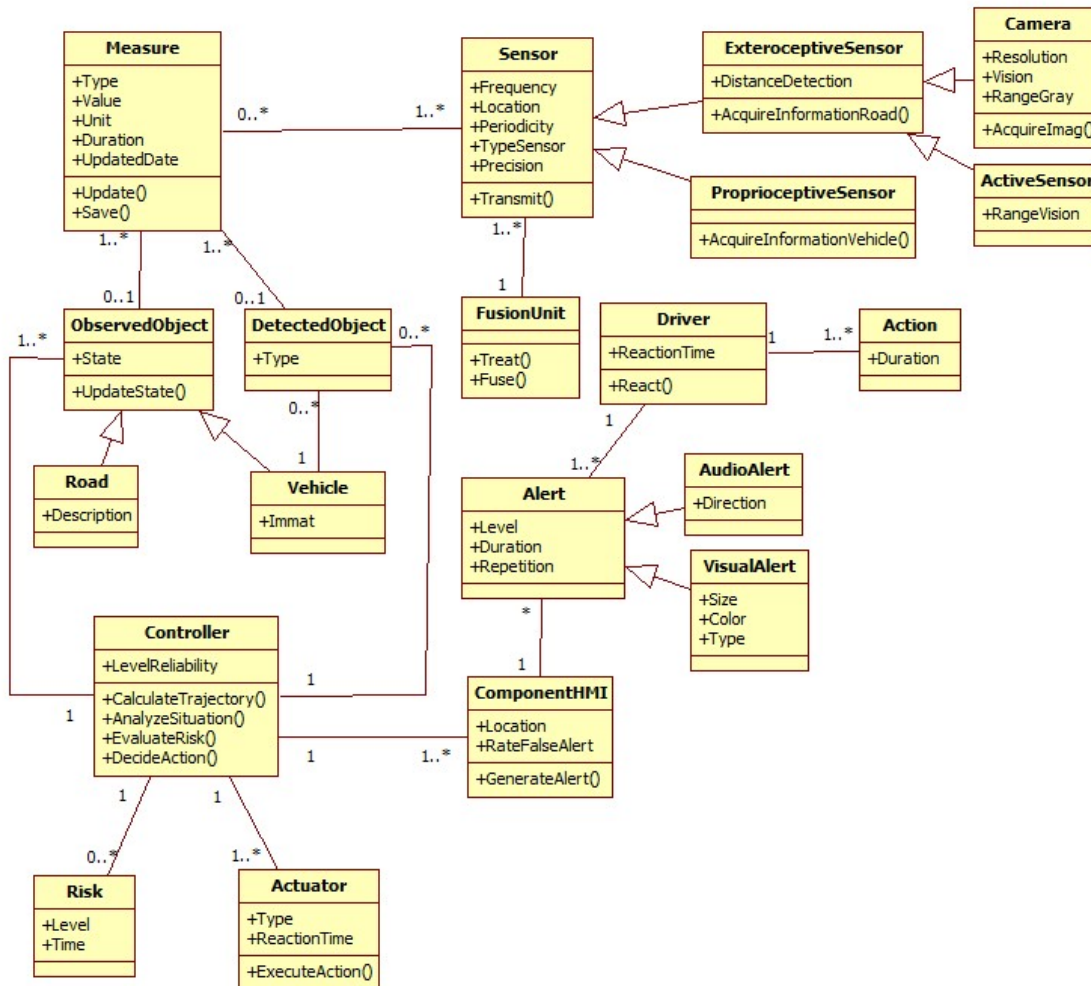 Measure
+Type
+Value
+Unit
+Duration
+UpdatedDate
+Update()
+Save()
0..*
1..*
Sensor
+Frequency
+Location
+Periodicity
+TypeSensor
+Precision
+Transmit()
ExteroceptiveSensor
+DistanceDetection
+AcquireInformationRoad()
Camera
+Resolution
+Vision
+RangeGray
+AcquireImag()
ActiveSensor
+RangeVision
ProprioceptiveSensor
+AcquireInformationVehicle()
1..*
1..*
1..*
0..1
0..1
1
1..*
ObservedObject
+State
+UpdateState()
DetectedObject
+Type
0..*
FusionUnit
+Treat()
+Fuse()
Driver
+ReactionTime
+React()
1
1..*
Action
+Duration
0..*
1
1
1..*
Road
+Description
Vehicle
+Immat
Alert
+Level
+Duration
+Repetition
AudioAlert
+Direction
VisualAlert
+Size
+Color
+Type
*
1
Controller
+LevelReliability
+CalculateTrajectory()
+AnalyzeSituation()
+EvaluateRisk()
+DecideAction()
1
1
1
1..*
ComponentHMI
+Location
+RateFalseAlert
+GenerateAlert()
1
1
0..*
1..*
Risk
+Level
+Time
Actuator
+Type
+ReactionTime
+ExecuteAction()